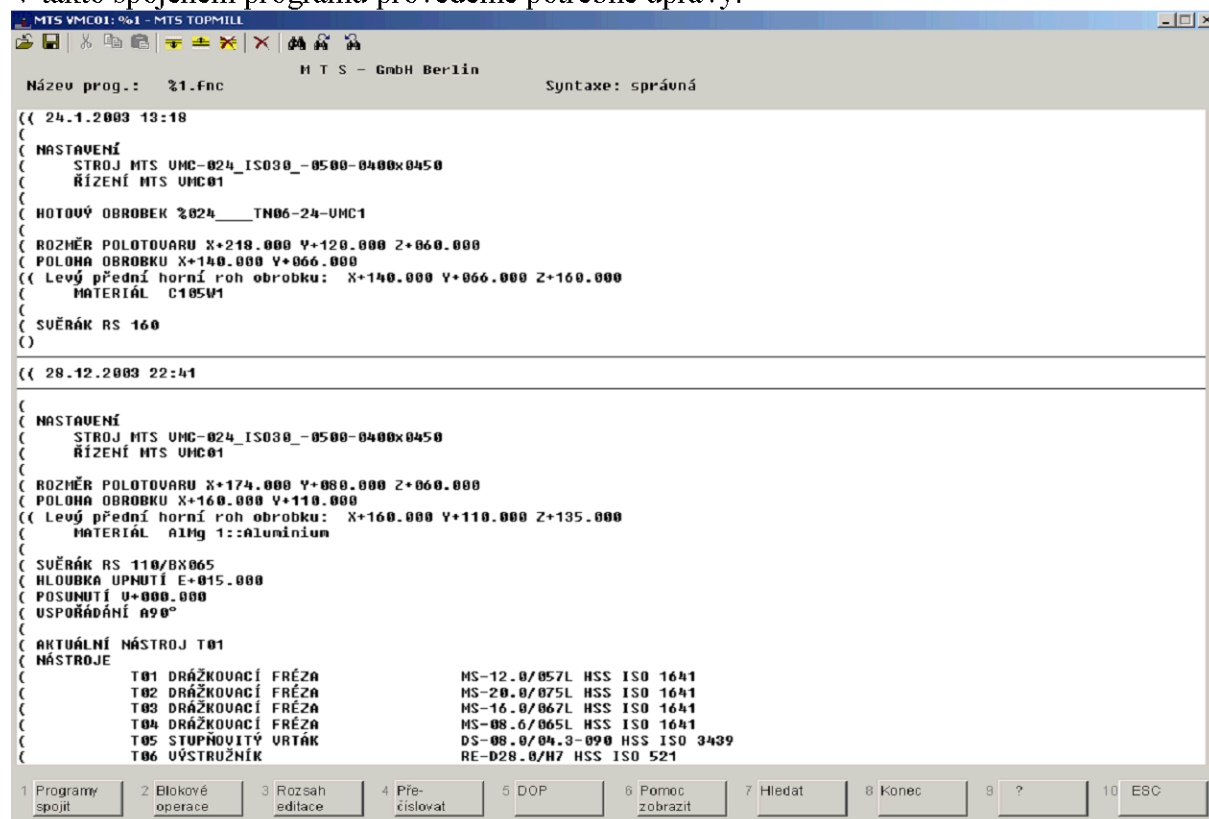 V takto spojeném programu provedeme potřebné úpravy.
MTS VMC01: %1 - MTS TOPMILL
M T S - GmbH Berlin
Název prog.: %1.fnc Syntaxe: správná
(( 24.1.2003 13:18
(
( NASTAVENÍ
( STROJ MTS VMC-024_ISO30_-0500-0400x0450
( ŘÍZENÍ MTS VMC01
(
( HOTOVÝ OBROBEK %024____TN06-24-VMC1
(
( ROZMĚR POLOTOVARU X+218.000 Y+120.000 Z+060.000
( POLOHA OBROBKU X+140.000 Y+066.000
(( Levý přední horní roh obrobku: X+140.000 Y+066.000 Z+160.000
( MATERIÁL C105W1
(
( SVĚRÁK RS 160
()
(( 28.12.2003 22:41
(
( NASTAVENÍ
( STROJ MTS VMC-024_ISO30_-0500-0400x0450
( ŘÍZENÍ MTS VMC01
(
( ROZMĚR POLOTOVARU X+174.000 Y+080.000 Z+060.000
( POLOHA OBROBKU X+160.000 Y+110.000
(( Levý přední horní roh obrobku: X+160.000 Y+110.000 Z+135.000
( MATERIÁL AlMg 1::Aluminium
(
( SVĚRÁK RS 110/BX065
( HLOUBKA UPNUTÍ E+015.000
( POSUNUTÍ V+000.000
( USPOŘÁDÁNÍ A90°
(
( AKTUÁLNÍ NÁSTROJ T01
( NÁSTROJE
( T01 DRÁŽKOVACÍ FRÉZA MS-12.0/057L HSS ISO 1641
( T02 DRÁŽKOVACÍ FRÉZA MS-20.0/075L HSS ISO 1641
( T03 DRÁŽKOVACÍ FRÉZA MS-16.0/067L HSS ISO 1641
( T04 DRÁŽKOVACÍ FRÉZA MS-08.6/065L HSS ISO 1641
( T05 STUPŇOVITÝ VRTÁK DS-08.0/04.3-090 HSS ISO 3439
( T06 VÝSTRUŽNÍK RE-D28.0/H7 HSS ISO 521
1 Programy spojit 2 Blokové operace 3 Rozsah editace 4 Pře-číslovat 5 DOP 6 Pomoc zobrazit 7 Hledat 8 Konec 9 ? 10 ESC